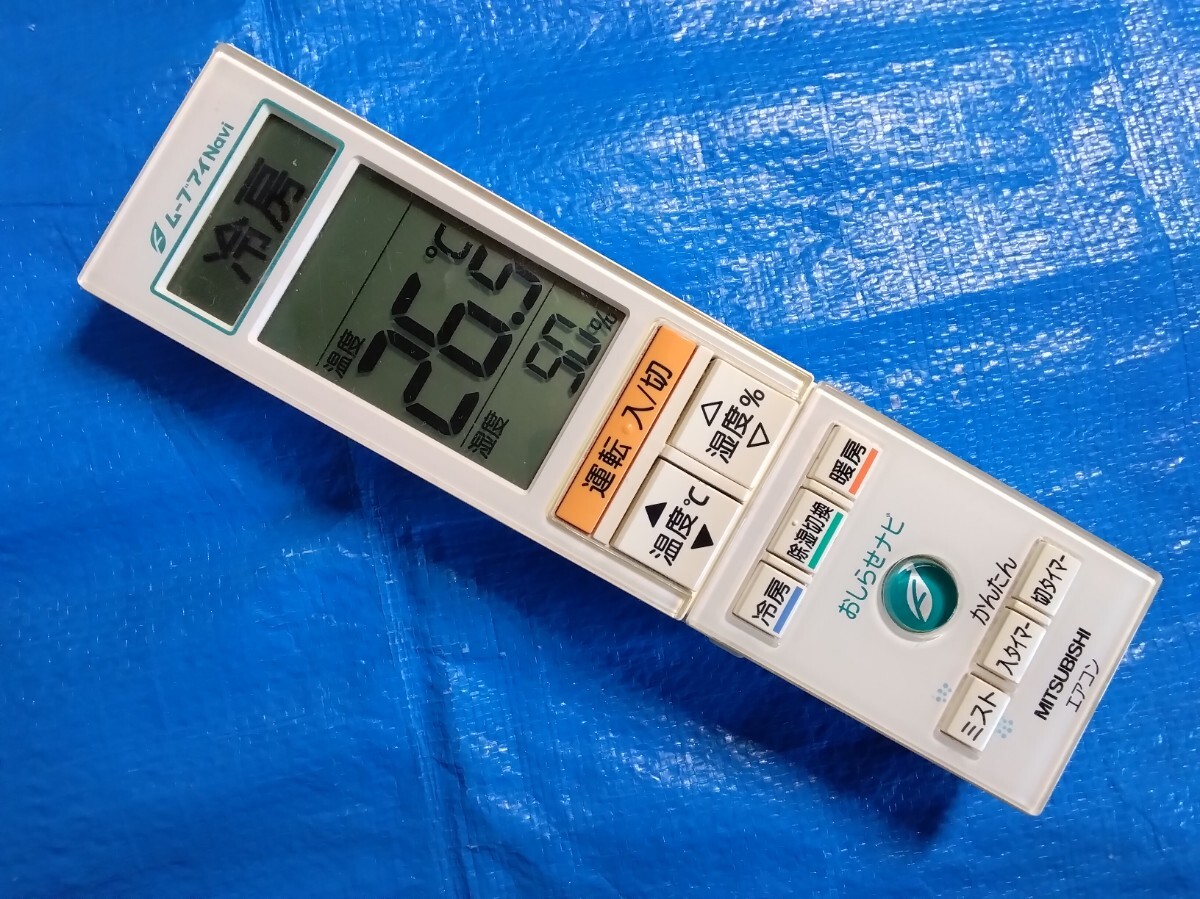 ムーブアイNavi
冷房
温度
26.5℃
湿度
50%
運転 入/切
温度℃
湿度%
冷房
除湿切換
暖房
おしらせナビ
かんたん
ミスト
入タイマー
切タイマー
MITSUBISHI
エアコン